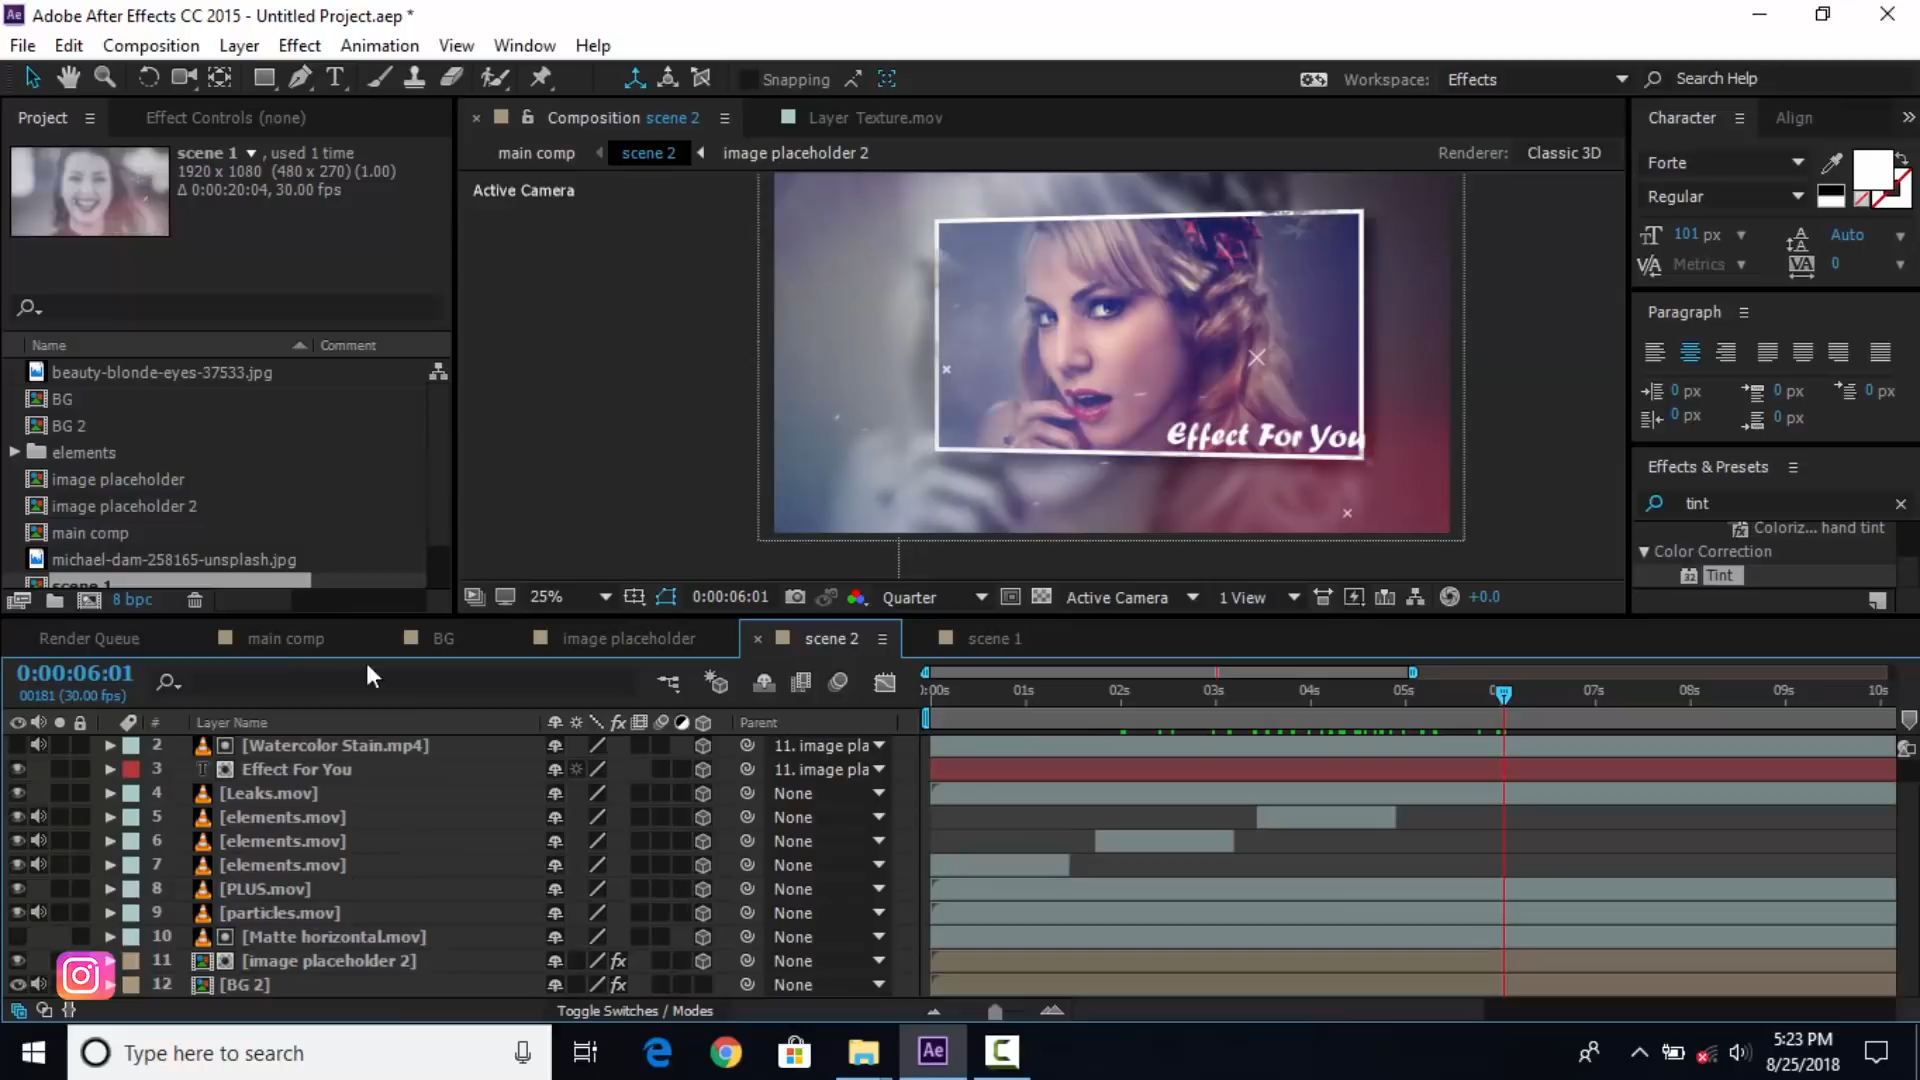 Adobe After Effects CC 2015 - Untitled Project.aep *
File Edit Composition Layer Effect Animation View Window Help
Snapping
Workspace: Effects
Search Help
Project
Effect Controls (none)
scene 1 , used 1 time
1920 x 1080 (480 x 270) (1.00)
Δ 0:00:20:04, 30.00 fps
Name Comment
beauty-blonde-eyes-37533.jpg
BG
BG 2
elements
image placeholder
image placeholder 2
main comp
michael-dam-258165-unsplash.jpg
scene 1
8 bpc
Composition scene 2
Layer Texture.mov
main comp scene 2 image placeholder 2
Renderer: Classic 3D
Active Camera
Effect For You
25% 0:00:06:01 Quarter Active Camera 1 View +0.0
Character Align
Forte
Regular
101 px Auto
Metrics 0
Paragraph
0 px 0 px 0 px
0 px 0 px
Effects & Presets
tint
Coloriz... hand tint
Color Correction
32 Tint
Render Queue main comp BG image placeholder scene 2 scene 1
0:00:06:01
00181 (30.00 fps)
:00s 01s 02s 03s 04s 05s 07s 08s 09s 10s
# Layer Name fx Parent
2 [Watercolor Stain.mp4] 11. image pla
3 T Effect For You 11. image pla
4 [Leaks.mov] None
5 [elements.mov] None
6 [elements.mov] None
7 [elements.mov] None
8 [PLUS.mov] None
9 [particles.mov] None
10 [Matte horizontal.mov] None
11 [image placeholder 2] fx None
12 [BG 2] fx None
Toggle Switches / Modes
Type here to search
Ae
5:23 PM
8/25/2018